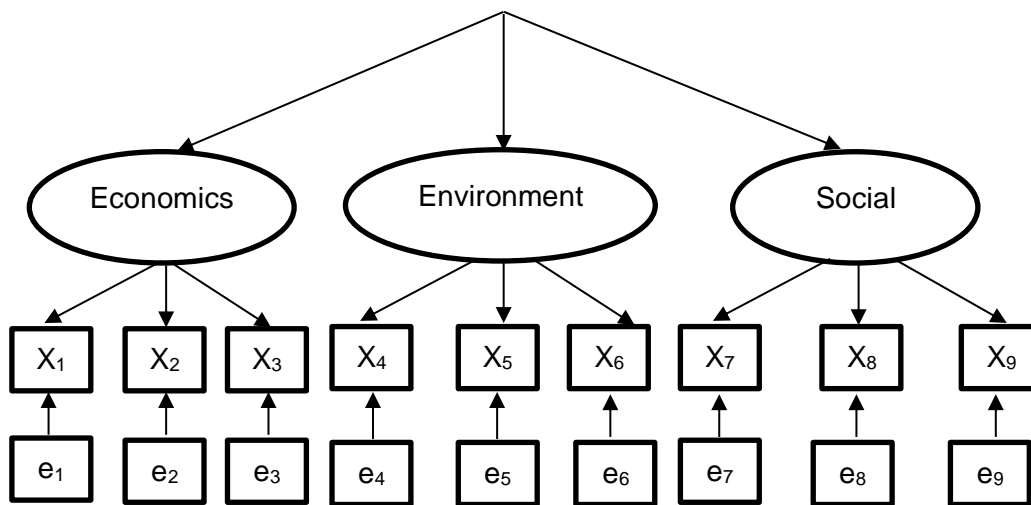 Economics Environment Social
X₁ X₂ X₃ X₄ X₅ X₆ X₇ X₈ X₉
e₁ e₂ e₃ e₄ e₅ e₆ e₇ e₈ e₉